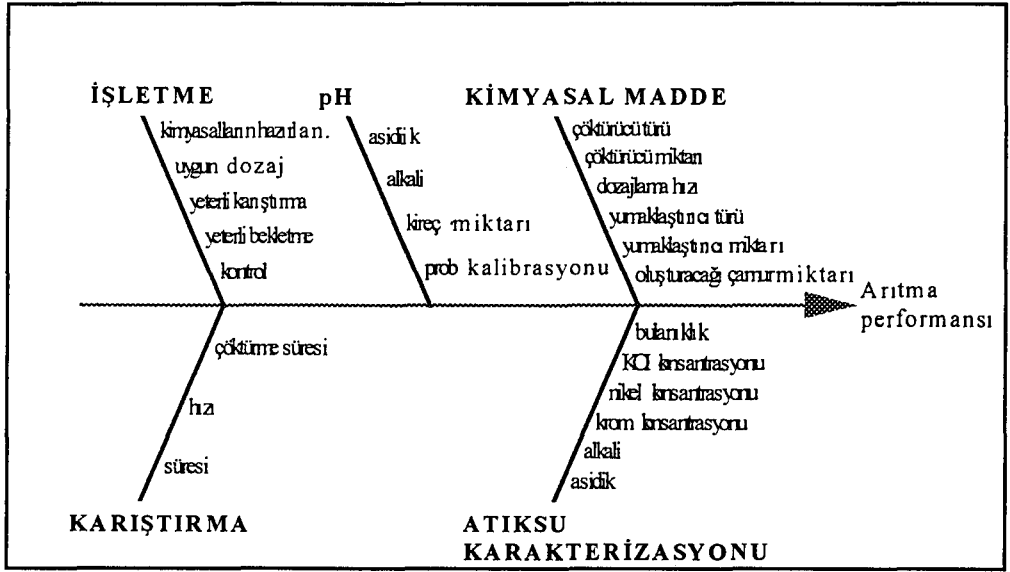 İŞLETME
kimyasalların hazırlan.
uygun dozaj
yeterli karıştırma
yeterli bekletme
kontrol
pH
asidik
alkali
kireç miktarı
prob kalibrasyonu
KİMYASAL MADDE
çöktürücü türü
çöktürücü miktarı
dozajlama hızı
yumaklaştırıcı türü
yumaklaştırıcı miktarı
oluşturacağı çamur miktarı
Arıtma
performansı
çöktürme süresi
hızı
süresi
KARIŞTIRMA
bulanıklık
KOI konsantrasyonu
nikel konsantrasyonu
krom konsantrasyonu
alkali
asidik
ATIKSU
KARAKTERİZASYONU